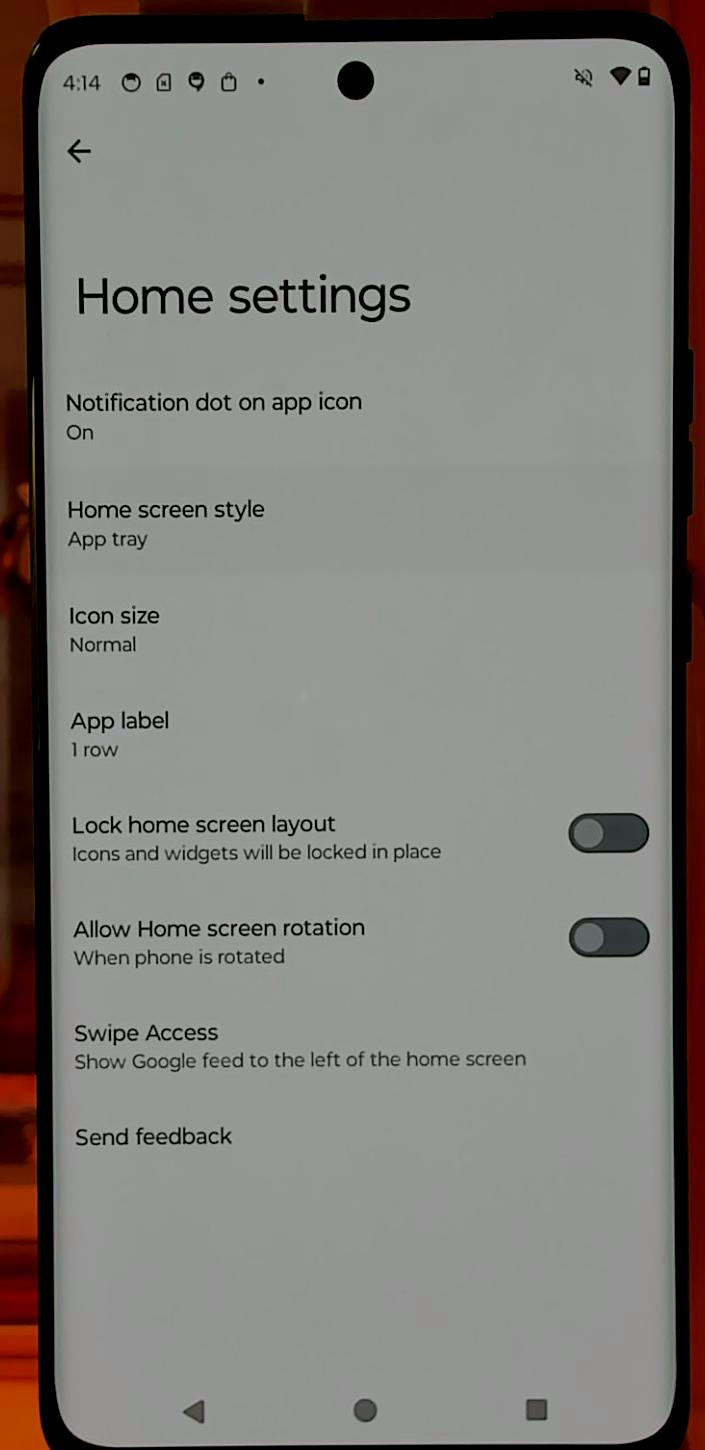 4:14
Home settings
Notification dot on app icon
On
Home screen style
App tray
Icon size
Normal
App label
1 row
Lock home screen layout
Icons and widgets will be locked in place
Allow Home screen rotation
When phone is rotated
Swipe Access
Show Google feed to the left of the home screen
Send feedback